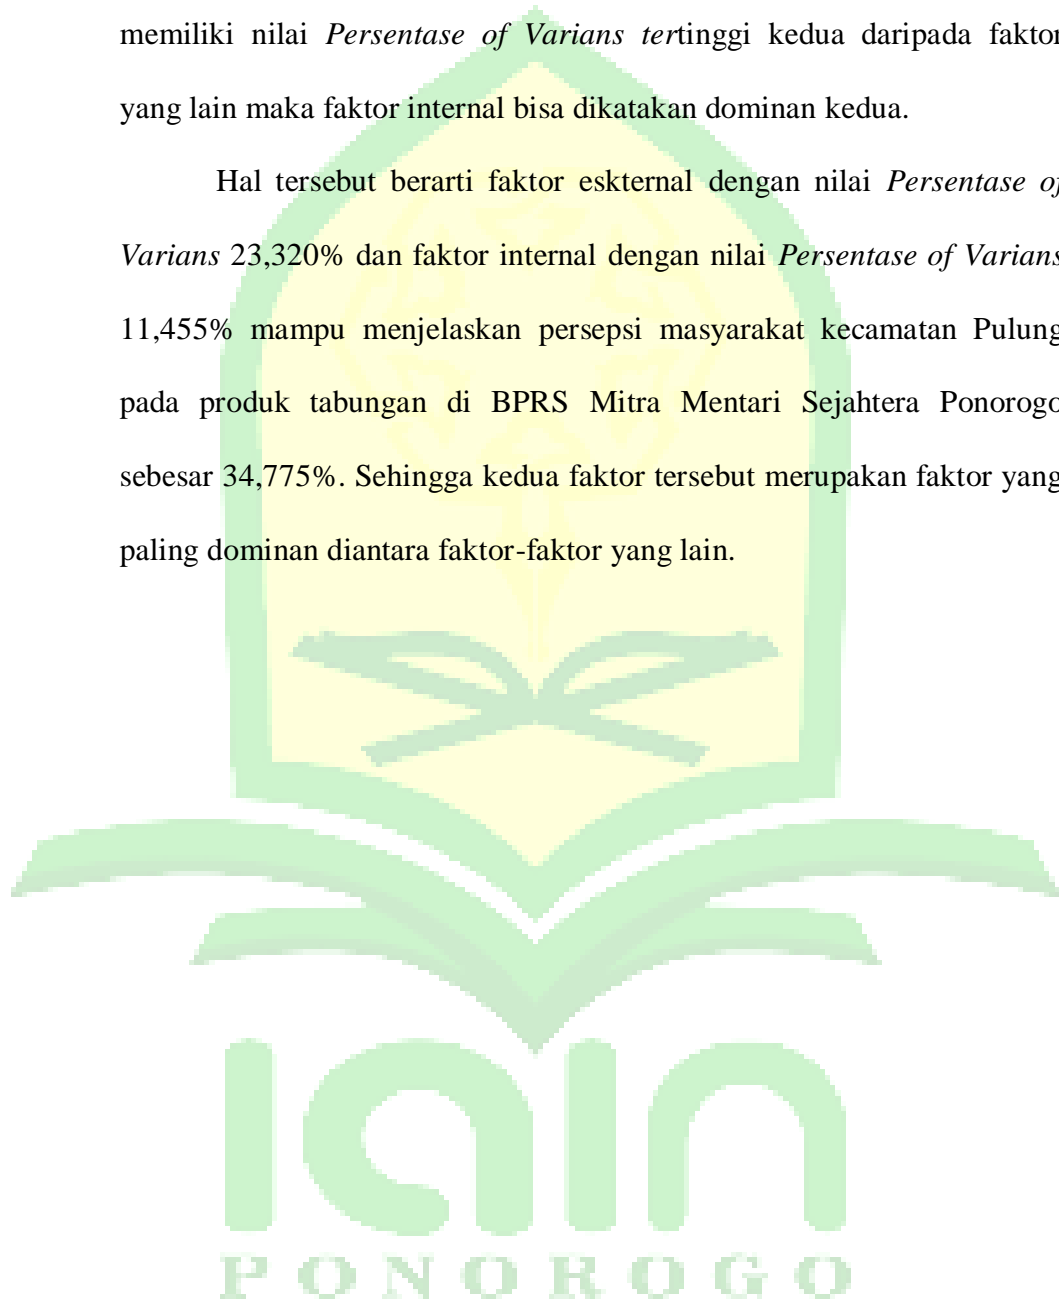 memiliki nilai Persentase of Varians tertinggi kedua daripada faktor
yang lain maka faktor internal bisa dikatakan dominan kedua.
Hal tersebut berarti faktor eskternal dengan nilai Persentase of
Varians 23,320% dan faktor internal dengan nilai Persentase of Varians
11,455% mampu menjelaskan persepsi masyarakat kecamatan Pulung
pada produk tabungan di BPRS Mitra Mentari Sejahtera Ponorogo
sebesar 34,775%. Sehingga kedua faktor tersebut merupakan faktor yang
paling dominan diantara faktor-faktor yang lain.
iain
PONOROGO